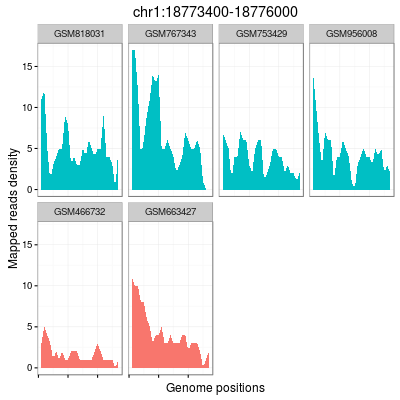 chr1:18773400-18776000
GSM818031 GSM767343 GSM753429 GSM956008
15
10
5
0
GSM466732 GSM663427
15
10
5
0
Mapped reads density
Genome positions